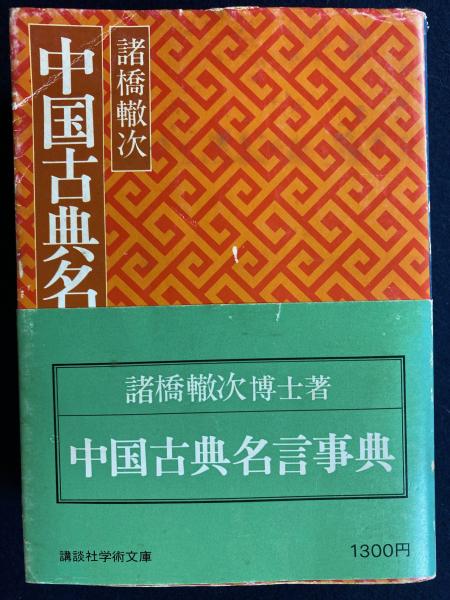 諸橋轍次
中国古典名
諸橋轍次博士著
中国古典名言事典
講談社学術文庫
1300円